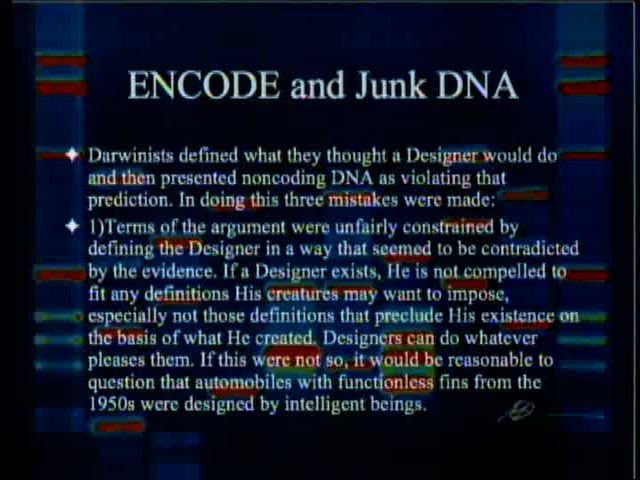 ENCODE and Junk DNA
Darwinists defined what they thought a Designer would do
and then presented noncoding DNA as violating that
prediction. In doing this three mistakes were made:
1)Terms of the argument were unfairly constrained by
defining the Designer in a way that seemed to be contradicted
by the evidence. If a Designer exists, He is not compelled to
fit any definitions His creatures may want to impose,
especially not those definitions that preclude His existence on
the basis of what He created. Designers can do whatever
pleases them. If this were not so, it would be reasonable to
question that automobiles with functionless fins from the
1950s were designed by intelligent beings.